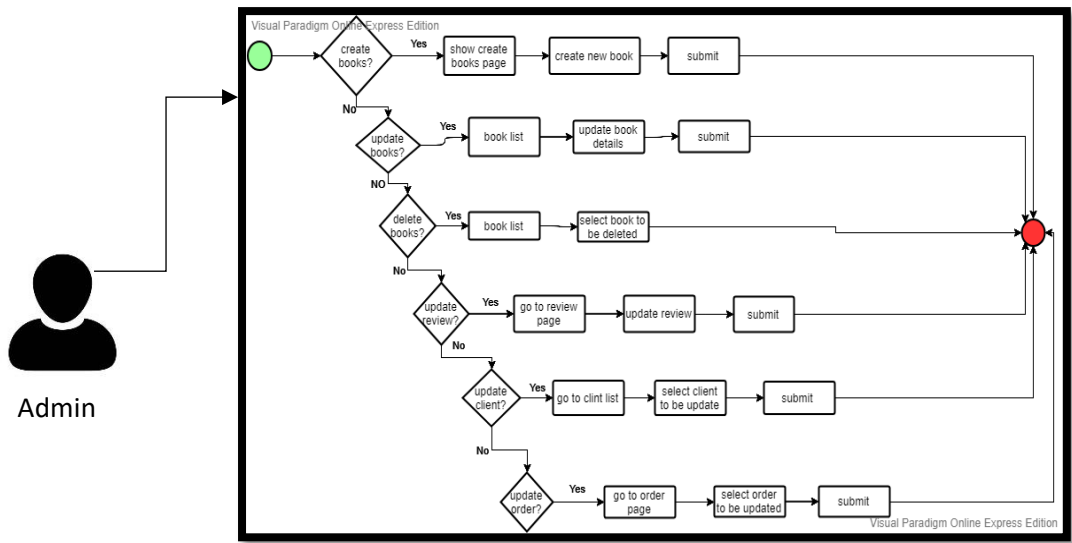 Visual Paradigm Online Express Edition
create
books?
Yes
show create
books page
create new book
submit
No
update
books?
Yes
book list
update book
details
submit
NO
delete
books?
Yes
book list
select book to
be deleted
No
update
review?
Yes
go to review
page
update review
submit
No
update
client?
Yes
go to clint list
select client
to be update
submit
No
update
order?
Yes
go to order
page
select order
to be updated
submit
Visual Paradigm Online Express Edition
Admin